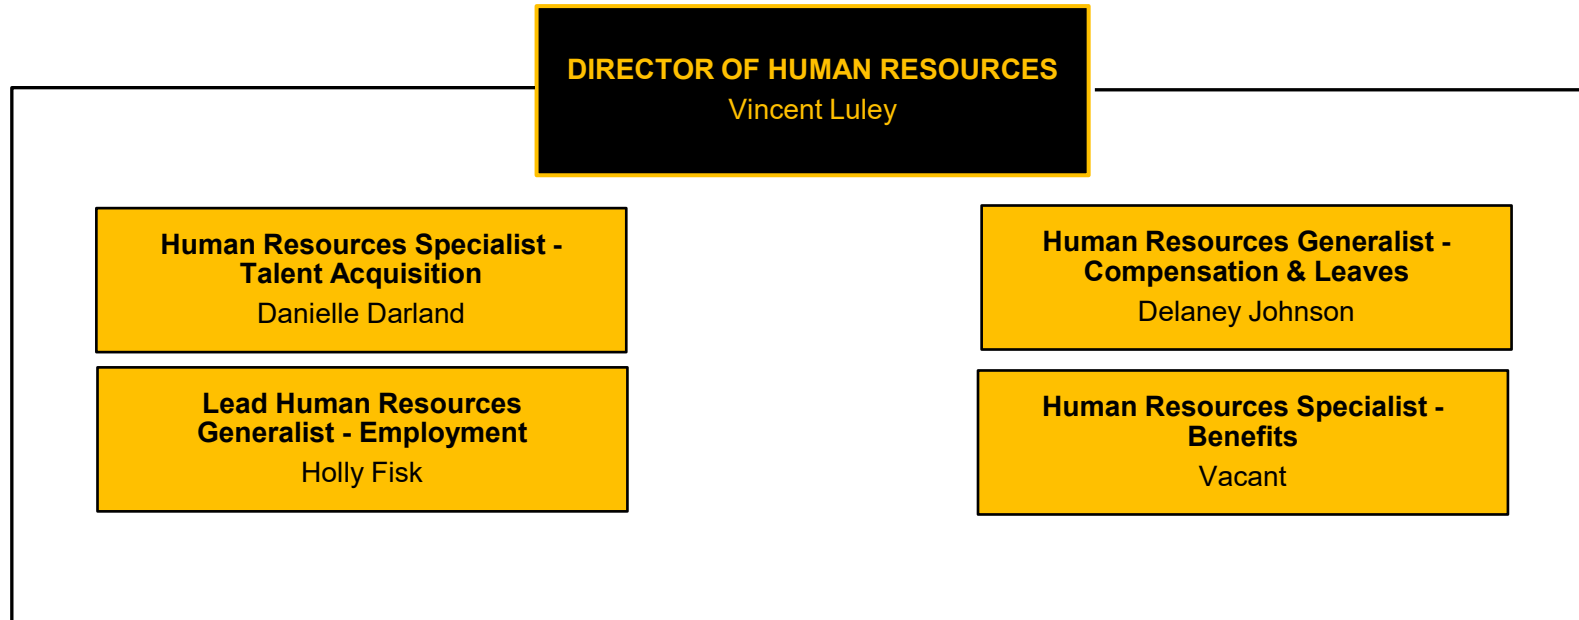 DIRECTOR OF HUMAN RESOURCES
Vincent Luley
Human Resources Specialist -
Talent Acquisition
Danielle Darland
Lead Human Resources
Generalist - Employment
Holly Fisk
Human Resources Generalist -
Compensation & Leaves
Delaney Johnson
Human Resources Specialist -
Benefits
Vacant